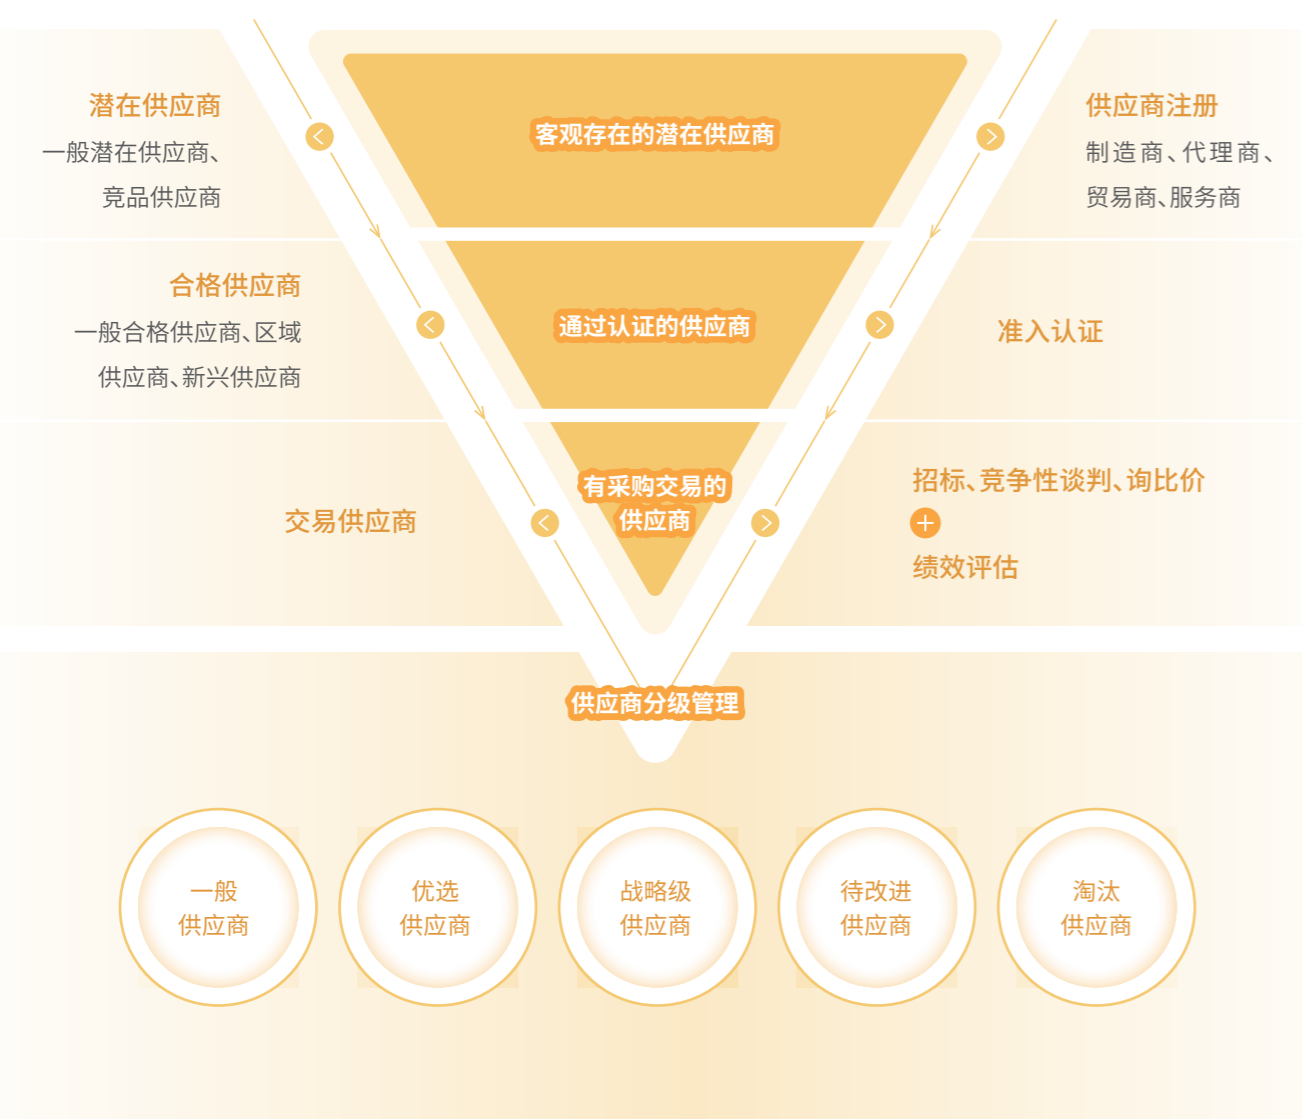 潜在供应商
一般潜在供应商、
竞品供应商
客观存在的潜在供应商
供应商注册
制造商、代理商、
贸易商、服务商
合格供应商
一般合格供应商、区域
供应商、新兴供应商
通过认证的供应商
准入认证
交易供应商
有采购交易的
供应商
招标、竞争性谈判、询比价
绩效评估
供应商分级管理
一般
供应商
优选
供应商
战略级
供应商
待改进
供应商
淘汰
供应商